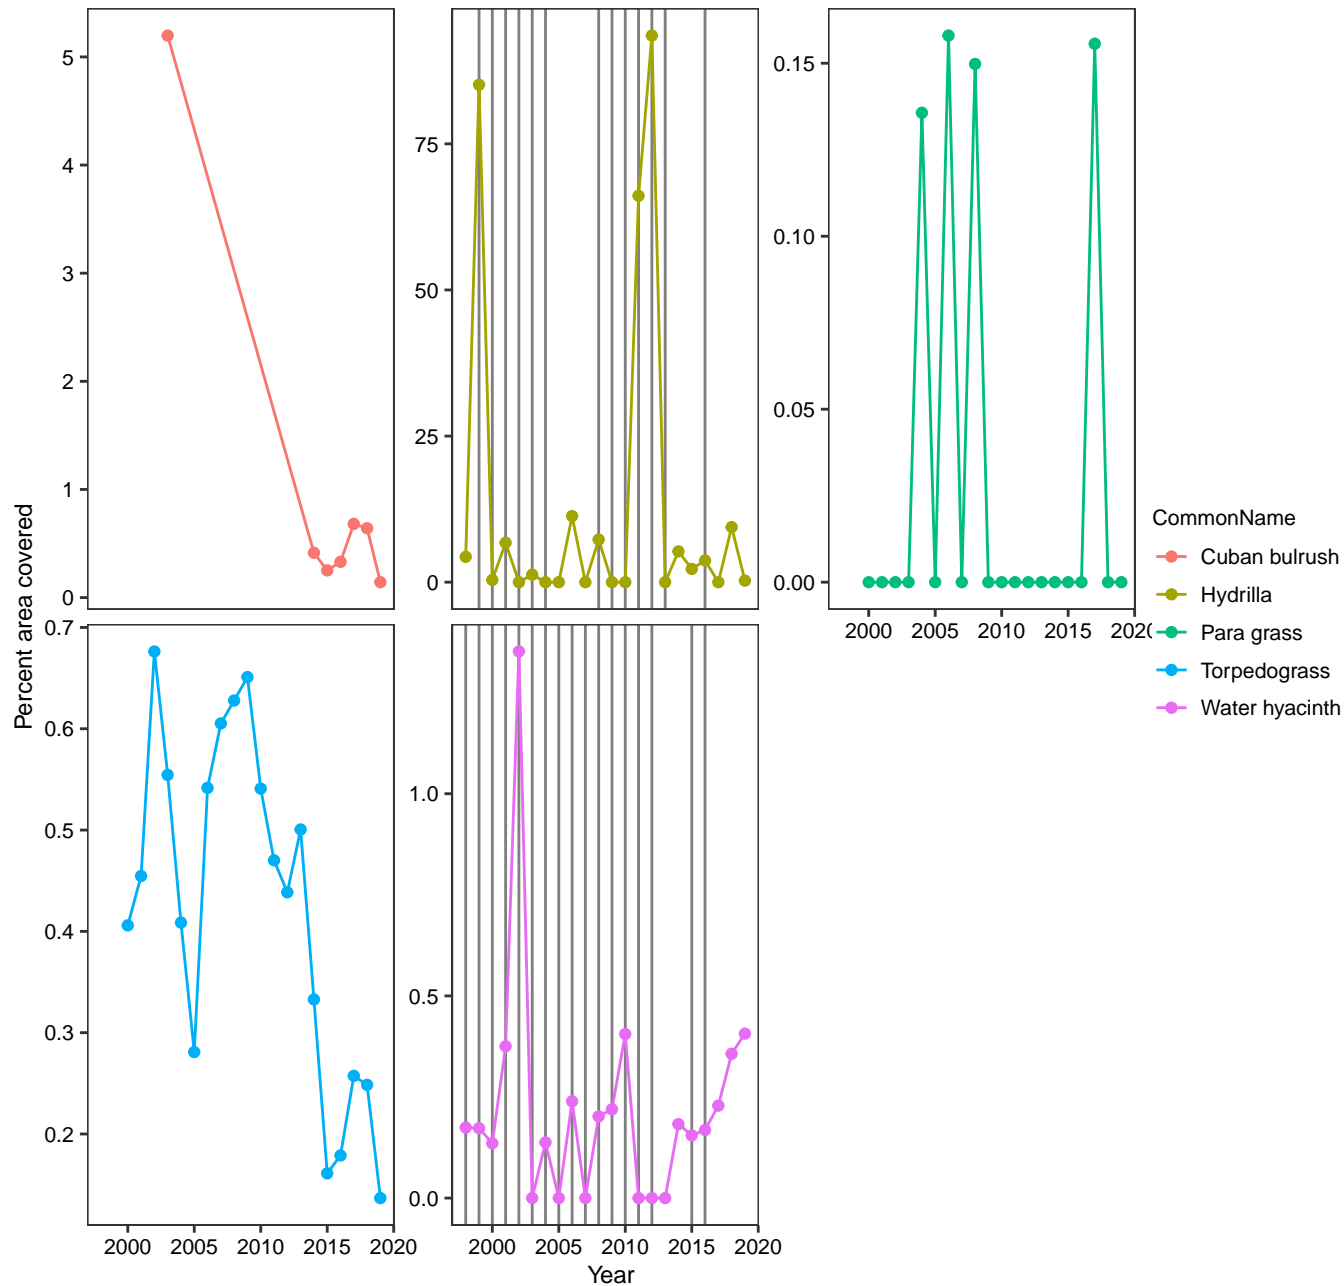 5
4
3
2
1
0
75
50
25
0
0.15
0.10
0.05
0.00
2000 2005 2010 2015 2020
Percent area covered
0.7
0.6
0.5
0.4
0.3
0.2
2000 2005 2010 2015 2020
1.0
0.5
0.0
2000 2005 2010 2015 2020
Year
CommonName
Cuban bulrush
Hydrilla
Para grass
Torpedograss
Water hyacinth